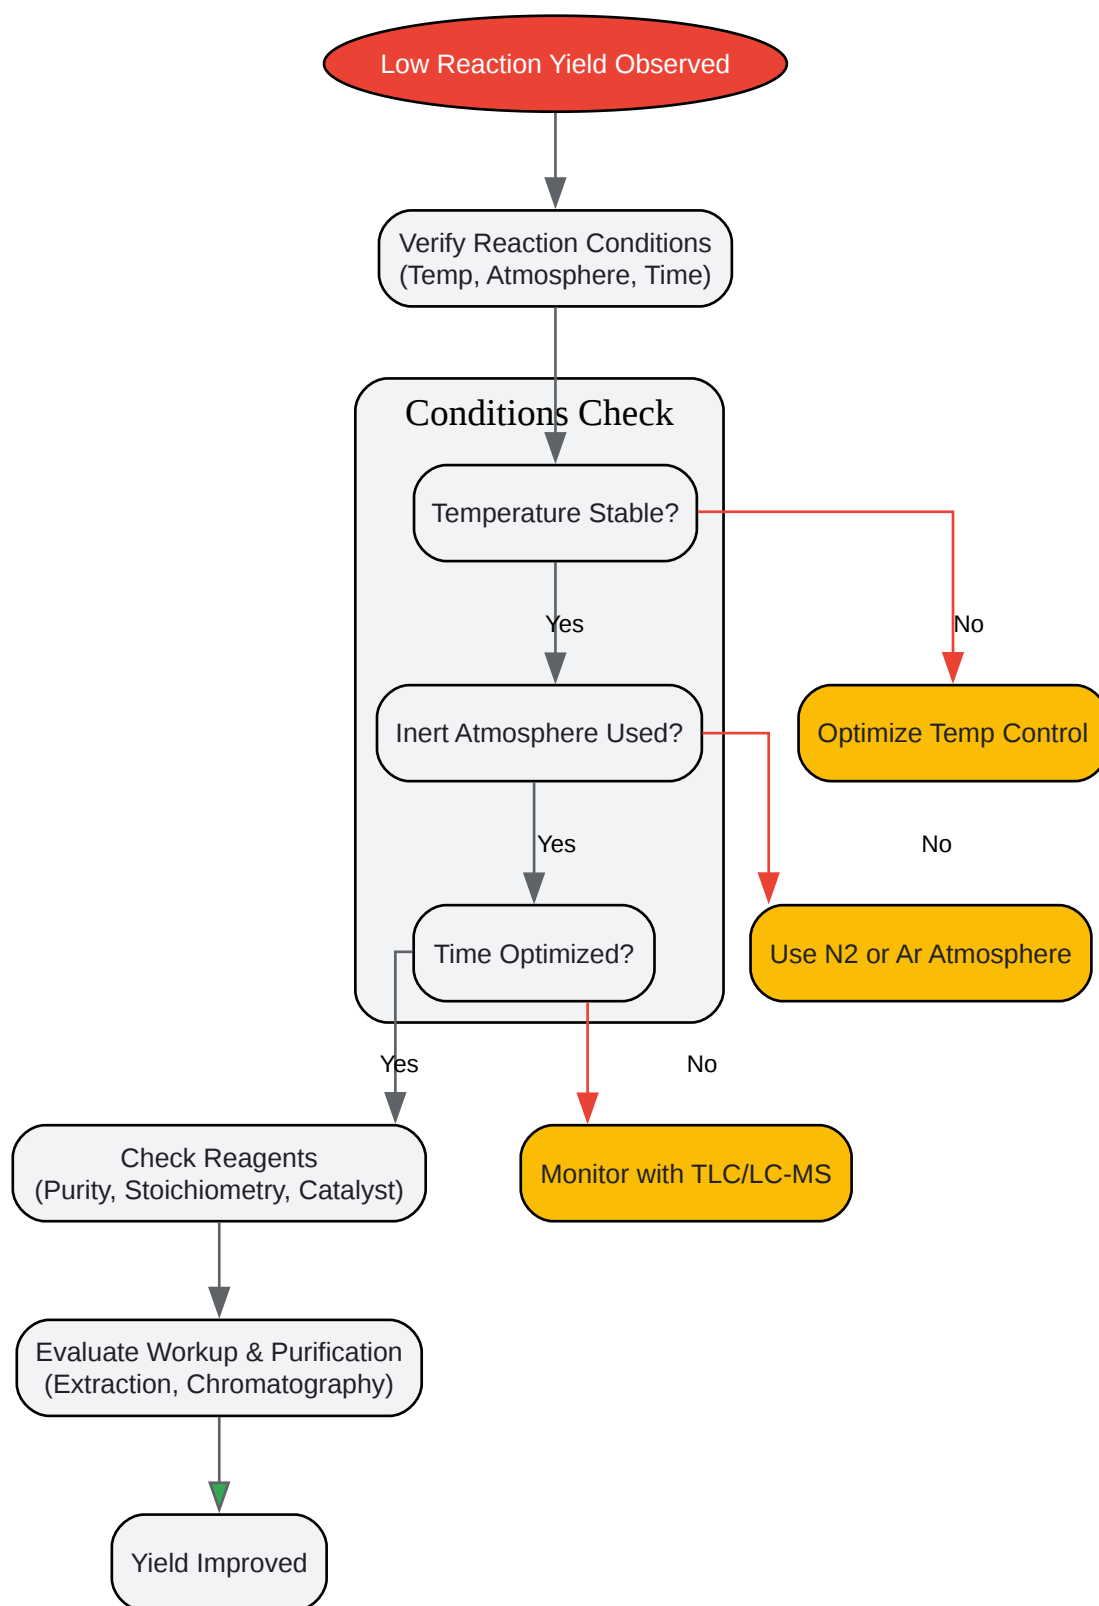 Low Reaction Yield Observed
Verify Reaction Conditions
(Temp, Atmosphere, Time)
Conditions Check
Temperature Stable?
Yes
No
Inert Atmosphere Used?
Optimize Temp Control
Yes
No
Time Optimized?
Use N2 or Ar Atmosphere
Yes
No
Check Reagents
(Purity, Stoichiometry, Catalyst)
Monitor with TLC/LC-MS
Evaluate Workup & Purification
(Extraction, Chromatography)
Yield Improved